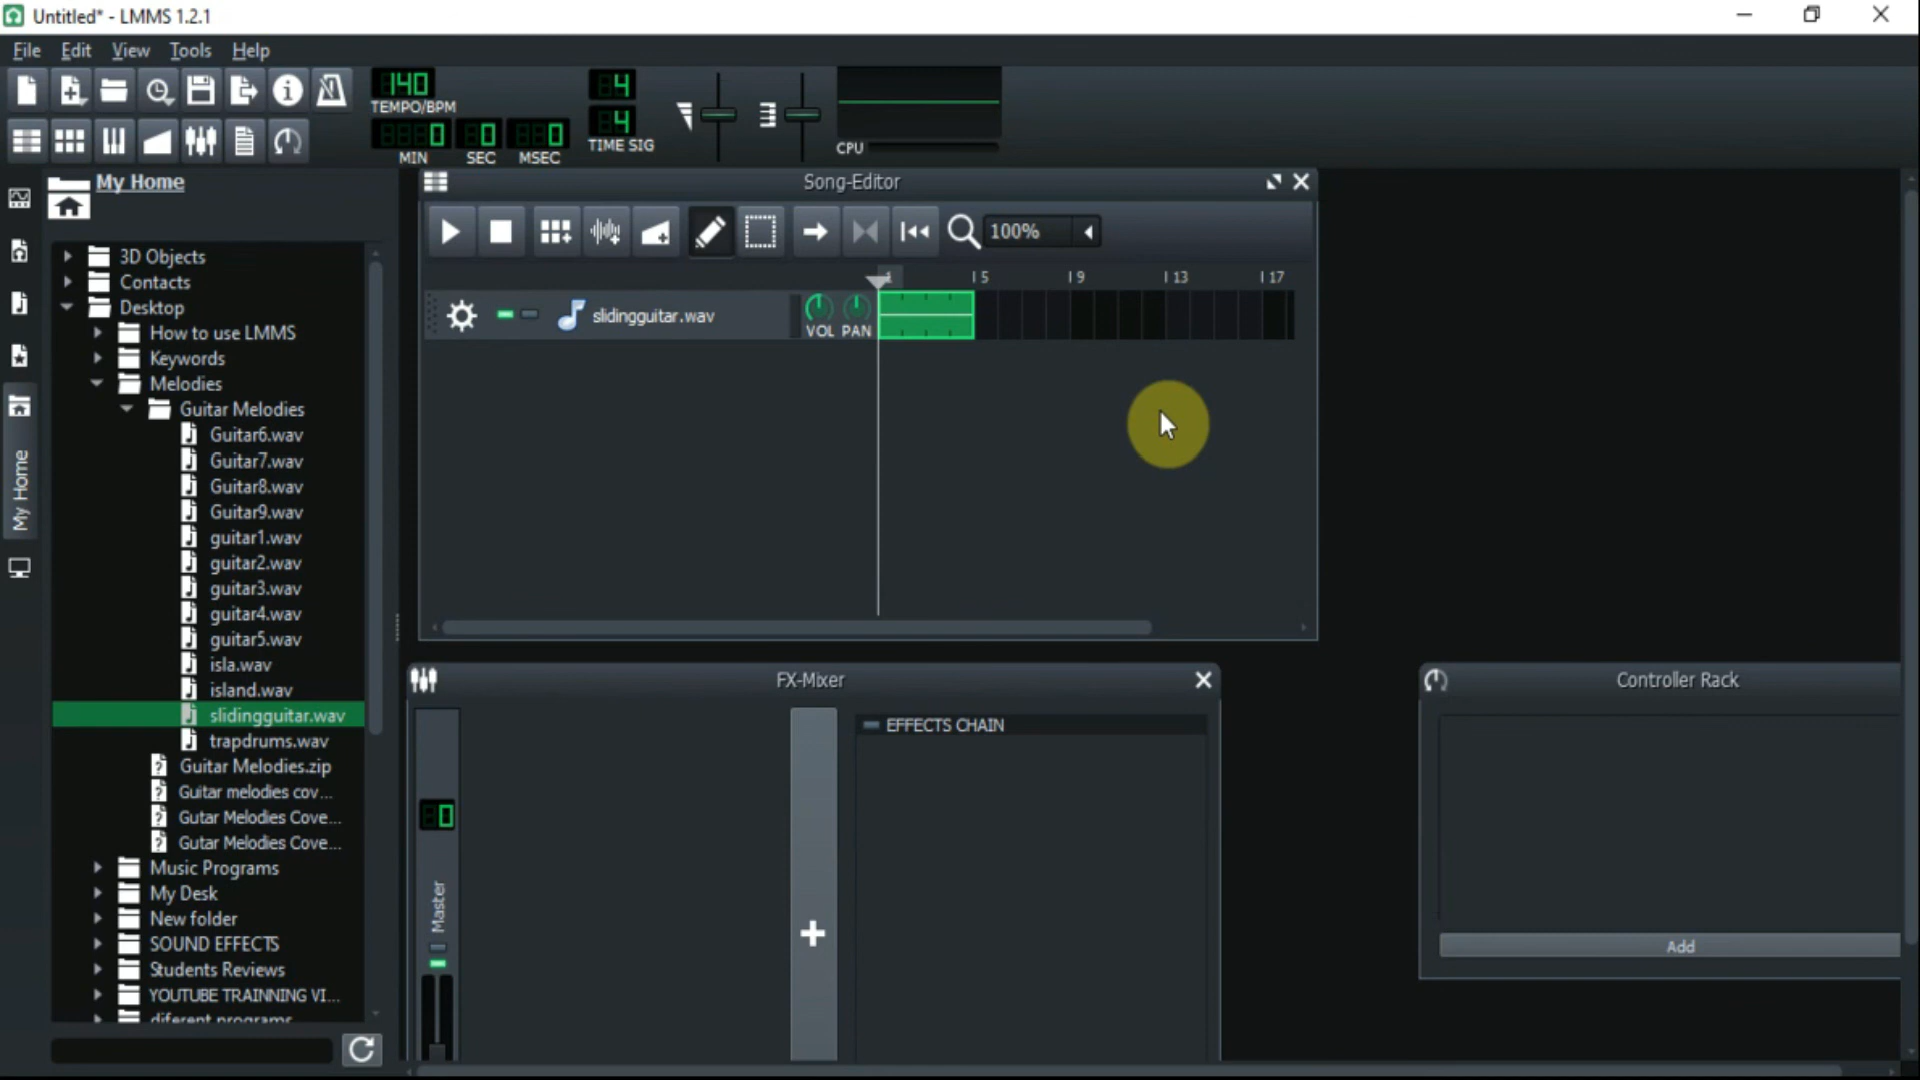 Untitled* - LMMS 1.2.1
File Edit View Tools Help
140
TEMPO/BPM
4
4
TIME SIG
0 0 0
MIN SEC MSEC
CPU
My Home
My Home
3D Objects
Contacts
Desktop
How to use LMMS
Keywords
Melodies
Guitar Melodies
Guitar6.wav
Guitar7.wav
Guitar8.wav
Guitar9.wav
guitar1.wav
guitar2.wav
guitar3.wav
guitar4.wav
guitar5.wav
isla.wav
island.wav
slidingguitar.wav
trapdrums.wav
Guitar Melodies.zip
Guitar melodies cov...
Gutar Melodies Cove...
Gutar Melodies Cove...
Music Programs
My Desk
New folder
SOUND EFFECTS
Students Reviews
YOUTUBE TRAINNING VI...
diferent programs
Song-Editor
100%
1 5 9 13 17
slidingguitar.wav
VOL PAN
FX-Mixer
0
Master
EFFECTS CHAIN
Controller Rack
Add